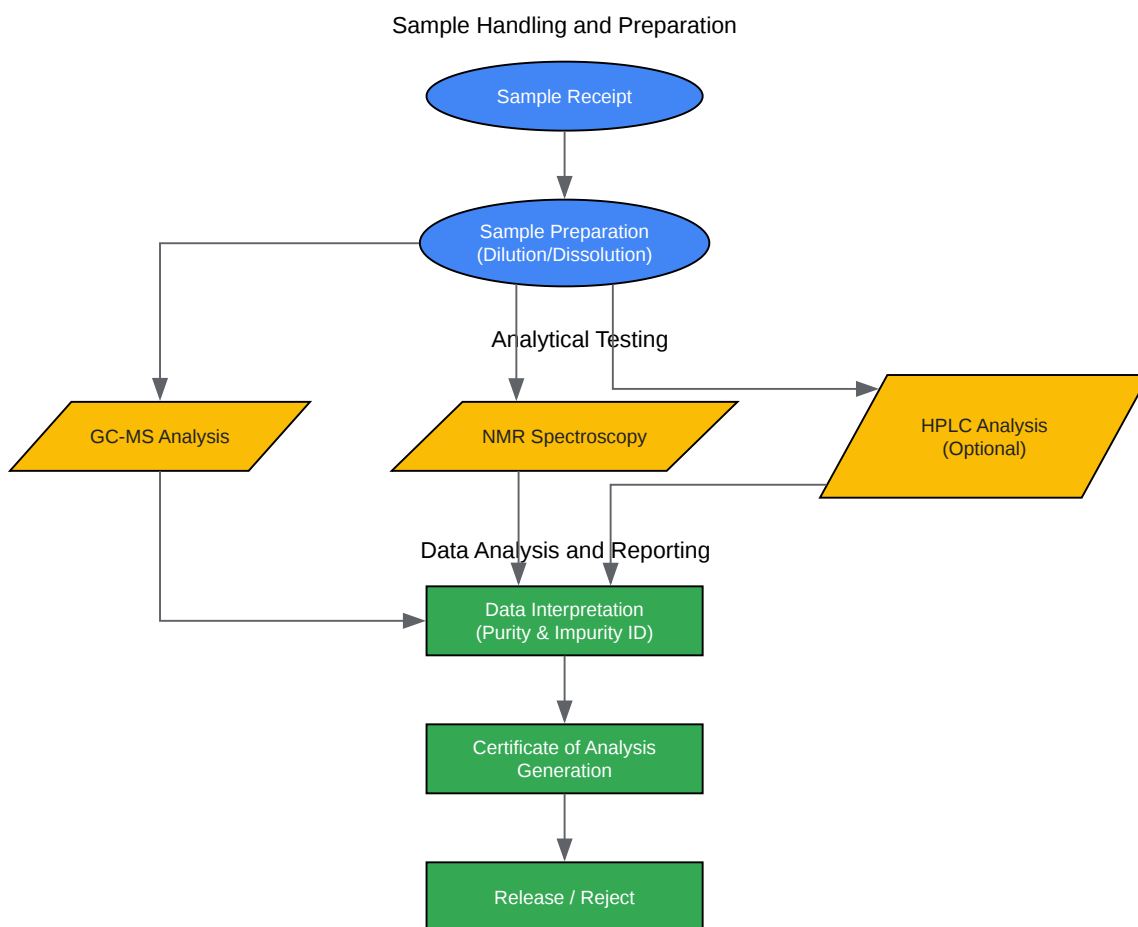 Sample Handling and Preparation
Sample Receipt
Sample Preparation
(Dilution/Dissolution)
Analytical Testing
GC-MS Analysis
NMR Spectroscopy
HPLC Analysis
(Optional)
Data Analysis and Reporting
Data Interpretation
(Purity & Impurity ID)
Certificate of Analysis
Generation
Release / Reject